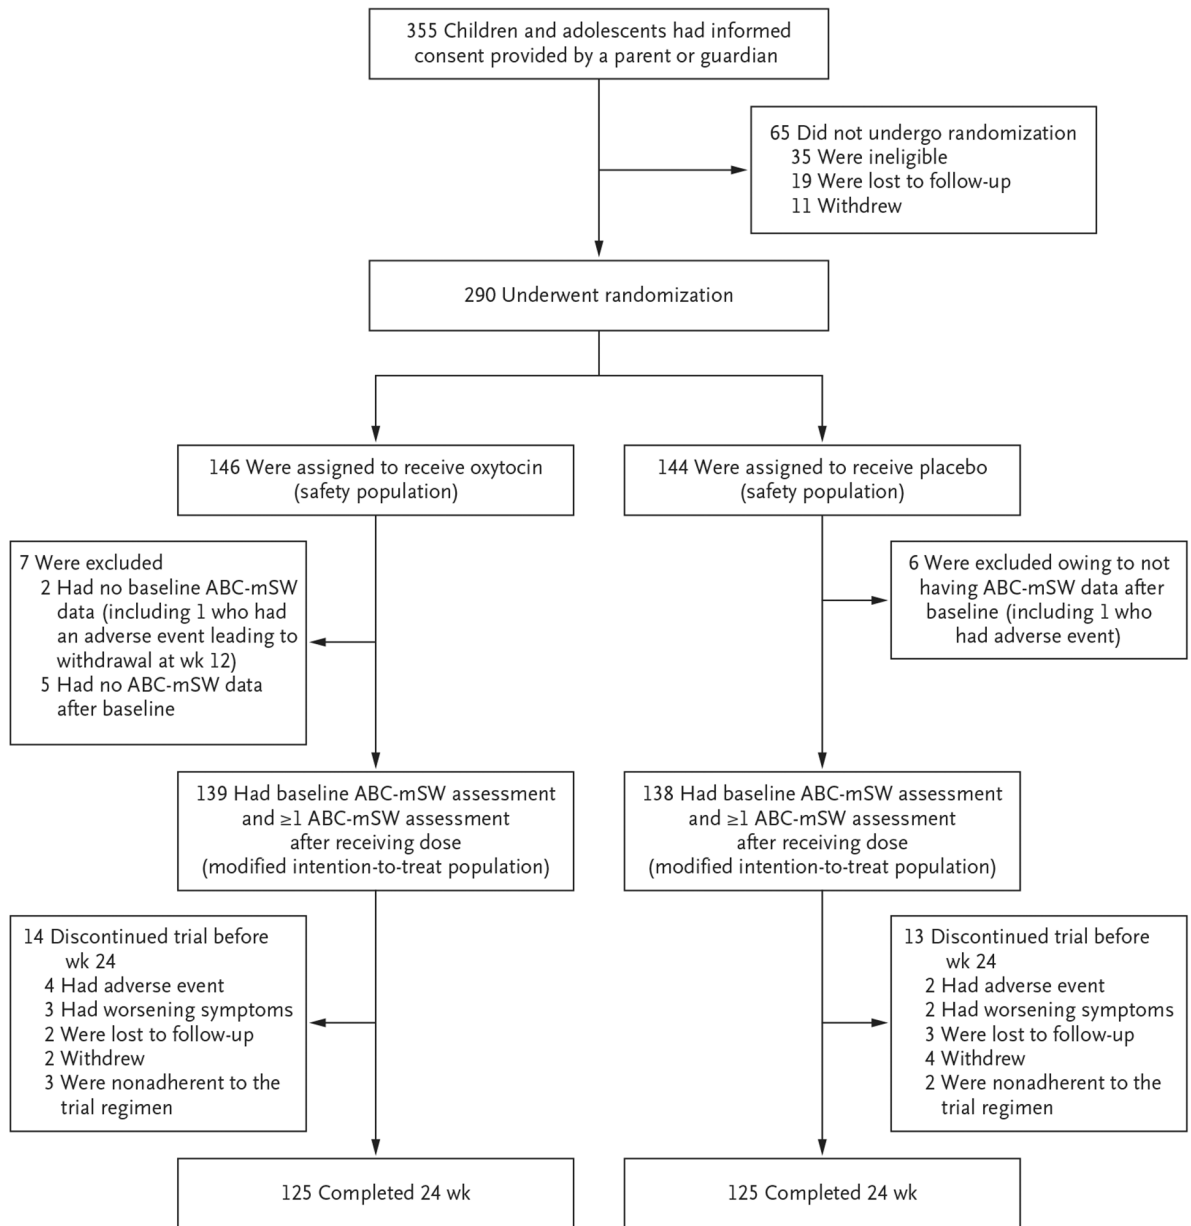 355 Children and adolescents had informed
consent provided by a parent or guardian
65 Did not undergo randomization
35 Were ineligible
19 Were lost to follow-up
11 Withdrew
290 Underwent randomization
146 Were assigned to receive oxytocin
(safety population)
144 Were assigned to receive placebo
(safety population)
7 Were excluded
2 Had no baseline ABC-mSW
data (including 1 who had
an adverse event leading to
withdrawal at wk 12)
5 Had no ABC-mSW data
after baseline
6 Were excluded owing to not
having ABC-mSW data after
baseline (including 1 who
had adverse event)
139 Had baseline ABC-mSW assessment
and ≥1 ABC-mSW assessment
after receiving dose
(modified intention-to-treat population)
138 Had baseline ABC-mSW assessment
and ≥1 ABC-mSW assessment
after receiving dose
(modified intention-to-treat population)
14 Discontinued trial before
wk 24
4 Had adverse event
3 Had worsening symptoms
2 Were lost to follow-up
2 Withdrew
3 Were nonadherent to the
trial regimen
13 Discontinued trial before
wk 24
2 Had adverse event
2 Had worsening symptoms
3 Were lost to follow-up
4 Withdrew
2 Were nonadherent to the
trial regimen
125 Completed 24 wk
125 Completed 24 wk